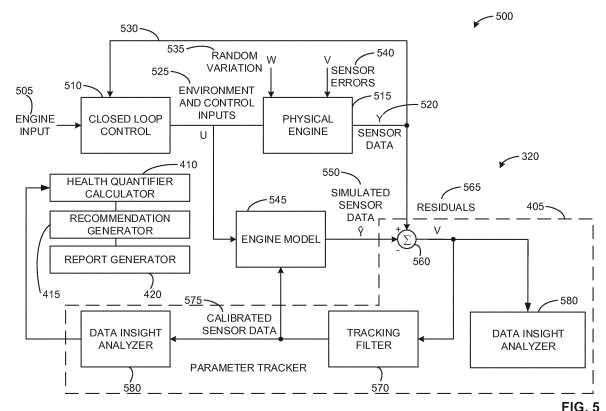 500
530
535
RANDOM
VARIATION
W
V
540
SENSOR
ERRORS
525
ENVIRONMENT
AND CONTROL
INPUTS
505
ENGINE
INPUT
510
CLOSED LOOP
CONTROL
U
515
PHYSICAL
ENGINE
Y
520
SENSOR
DATA
410
HEALTH QUANTIFIER
CALCULATOR
RECOMMENDATION
GENERATOR
REPORT GENERATOR
415
420
545
ENGINE MODEL
550
SIMULATED
SENSOR
DATA
Ŷ
320
565
RESIDUALS
405
+
Σ
-
560
V
575
CALIBRATED
SENSOR DATA
DATA INSIGHT
ANALYZER
580
PARAMETER TRACKER
TRACKING
FILTER
570
580
DATA INSIGHT
ANALYZER
FIG. 5